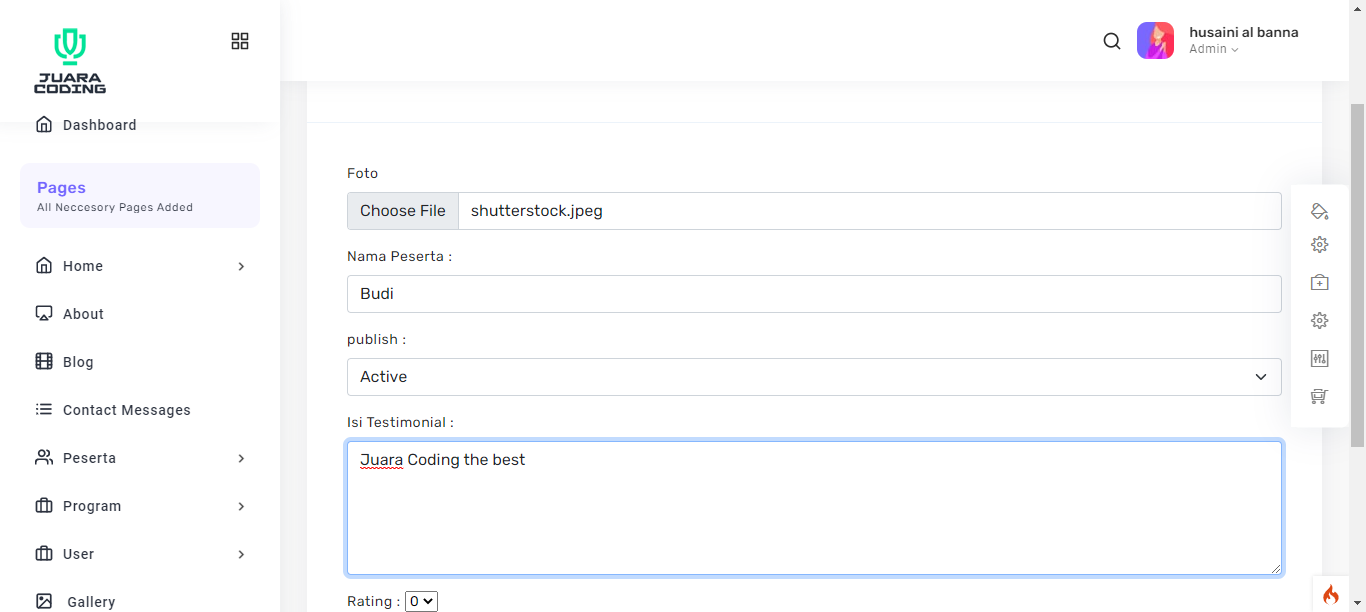 JUARA
CODING
husaini al banna
Admin
Dashboard
Pages
All Neccesory Pages Added
Home
About
Blog
Contact Messages
Peserta
Program
User
Gallery
Foto
Choose File shutterstock.jpeg
Nama Peserta :
Budi
publish :
Active
Isi Testimonial :
Juara Coding the best
Rating : 0